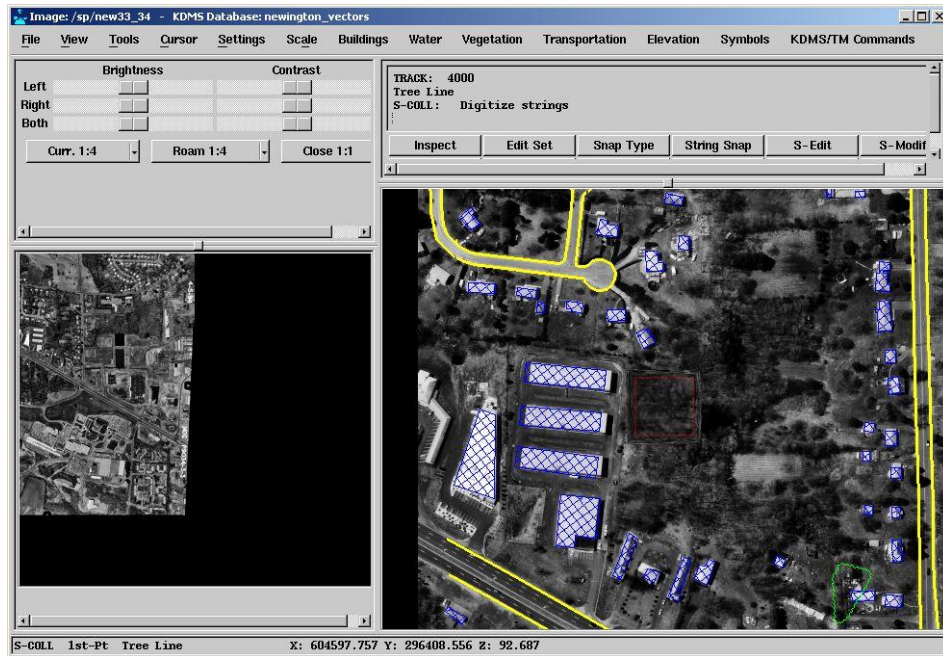 Image: /sp/new33_34 - KDMS Database: newington_vectors
File View Tools Cursor Settings Scale Buildings Water Vegetation Transportation Elevation Symbols KDMS/TM Commands
Brightness Contrast
Left
Right
Both
Curr. 1:4 Roam 1:4 Close 1:1
TRACK: 4000
Tree Line
S-COLL: Digitize strings
Inspect Edit Set Snap Type String Snap S-Edit S-Modif
S-COLL 1st-Pt Tree Line X: 604597.757 Y: 296408.556 Z: 92.687